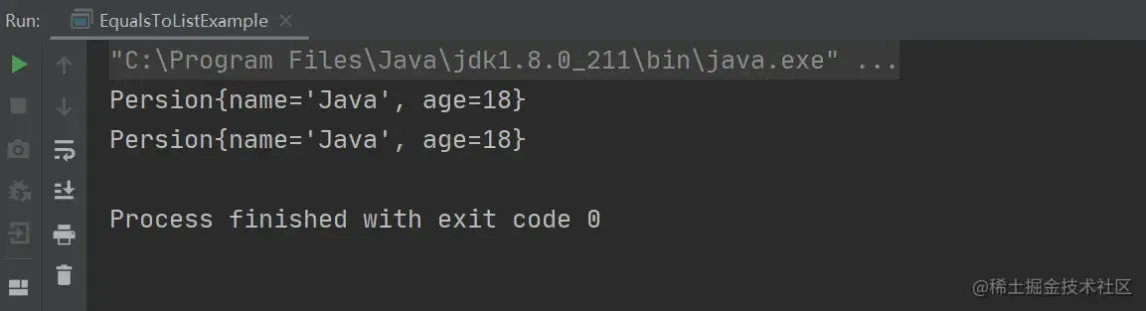 Run: EqualsToListExample
"C:\Program Files\Java\jdk1.8.0_211\bin\java.exe" ...
Persion{name='Java', age=18}
Persion{name='Java', age=18}
Process finished with exit code 0
@稀土掘金技术社区